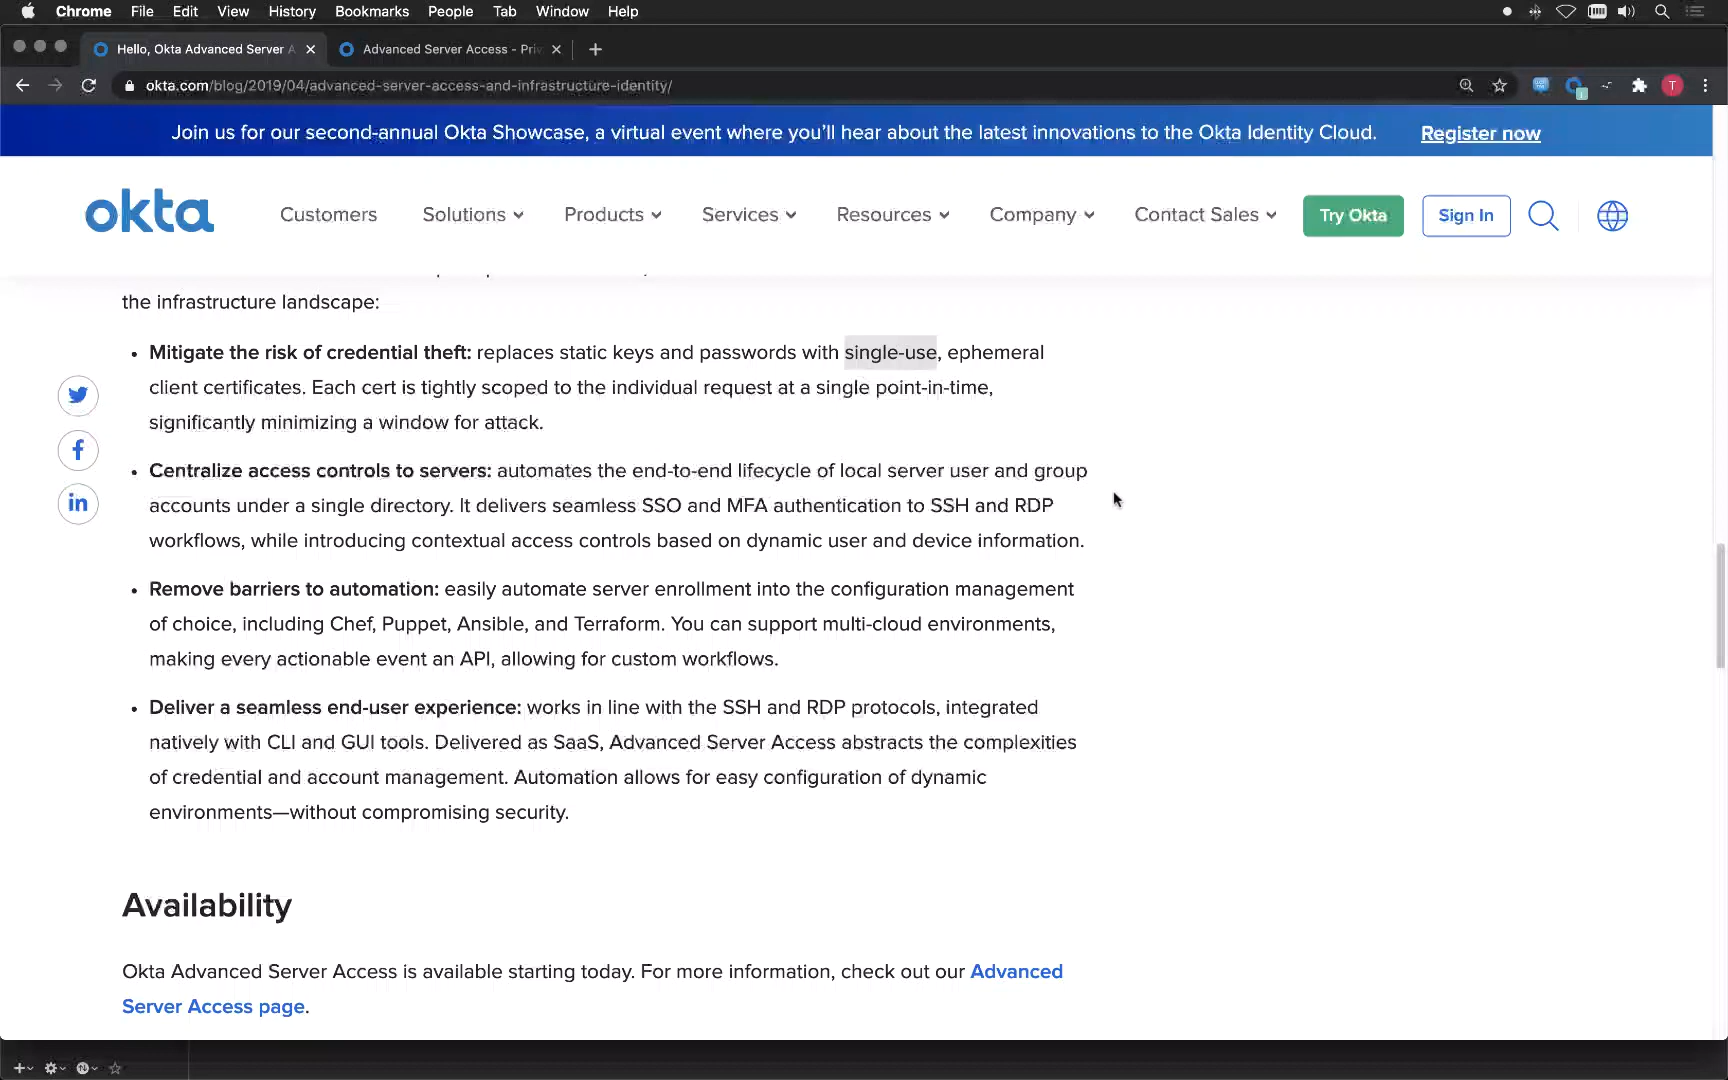 Chrome File Edit View History Bookmarks People Tab Window Help
Hello, Okta Advanced Server A
Advanced Server Access - Priv
okta.com/blog/2019/04/advanced-server-access-and-infrastructure-identity/
T
Join us for our second-annual Okta Showcase, a virtual event where you’ll hear about the latest innovations to the Okta Identity Cloud. Register now
okta Customers Solutions Products Services Resources Company Contact Sales Try Okta Sign In
the infrastructure landscape:
• Mitigate the risk of credential theft: replaces static keys and passwords with single-use, ephemeral
client certificates. Each cert is tightly scoped to the individual request at a single point-in-time,
significantly minimizing a window for attack.
• Centralize access controls to servers: automates the end-to-end lifecycle of local server user and group
accounts under a single directory. It delivers seamless SSO and MFA authentication to SSH and RDP
workflows, while introducing contextual access controls based on dynamic user and device information.
• Remove barriers to automation: easily automate server enrollment into the configuration management
of choice, including Chef, Puppet, Ansible, and Terraform. You can support multi-cloud environments,
making every actionable event an API, allowing for custom workflows.
• Deliver a seamless end-user experience: works in line with the SSH and RDP protocols, integrated
natively with CLI and GUI tools. Delivered as SaaS, Advanced Server Access abstracts the complexities
of credential and account management. Automation allows for easy configuration of dynamic
environments—without compromising security.
Availability
Okta Advanced Server Access is available starting today. For more information, check out our Advanced
Server Access page.